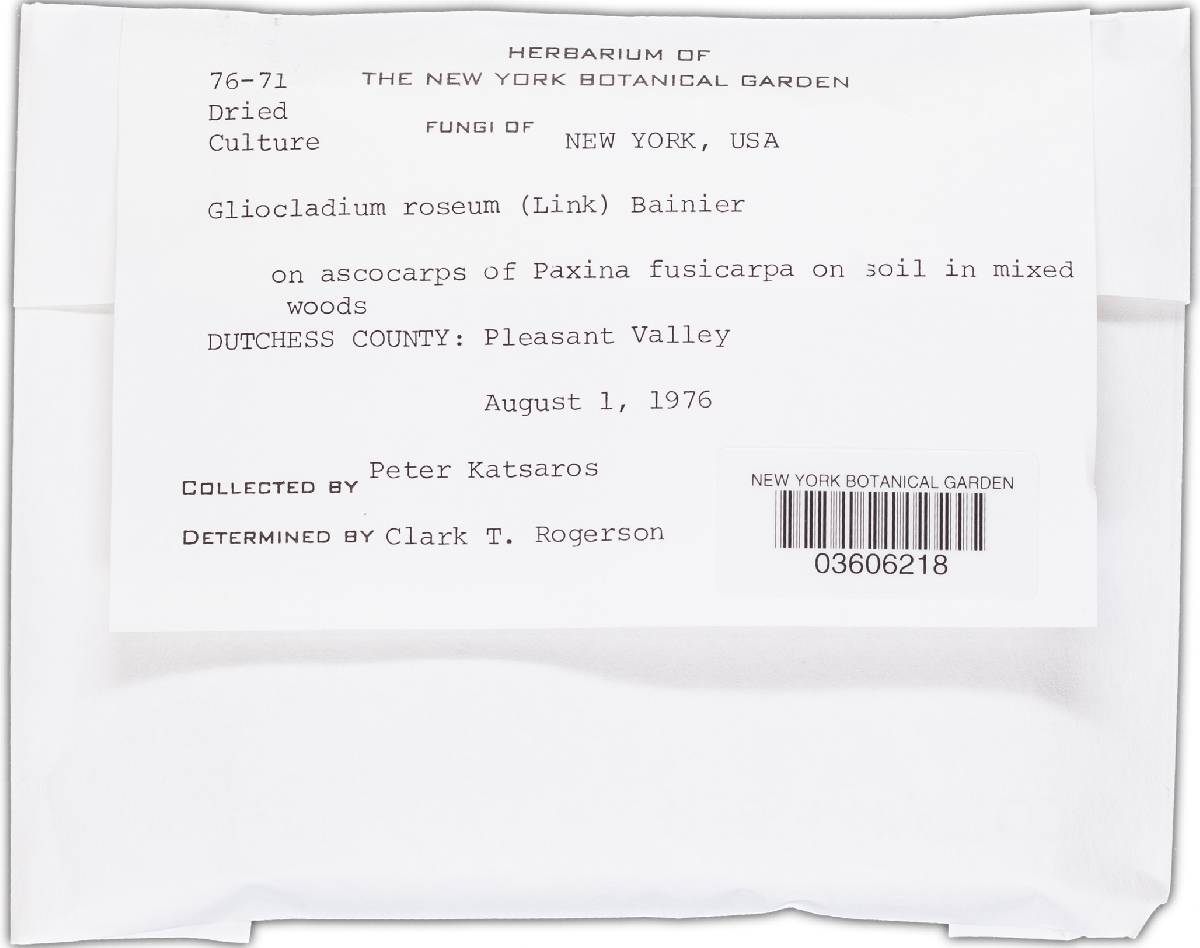 HERBARIUM OF
76-71 THE NEW YORK BOTANICAL GARDEN
Dried
Culture FUNGI OF NEW YORK, USA
Gliocladium roseum (Link) Bainier
on ascocarps of Paxina fusicarpa on soil in mixed
woods
DUTCHESS COUNTY: Pleasant Valley
August 1, 1976
COLLECTED BY Peter Katsaros
DETERMINED BY Clark T. Rogerson
NEW YORK BOTANICAL GARDEN
03606218